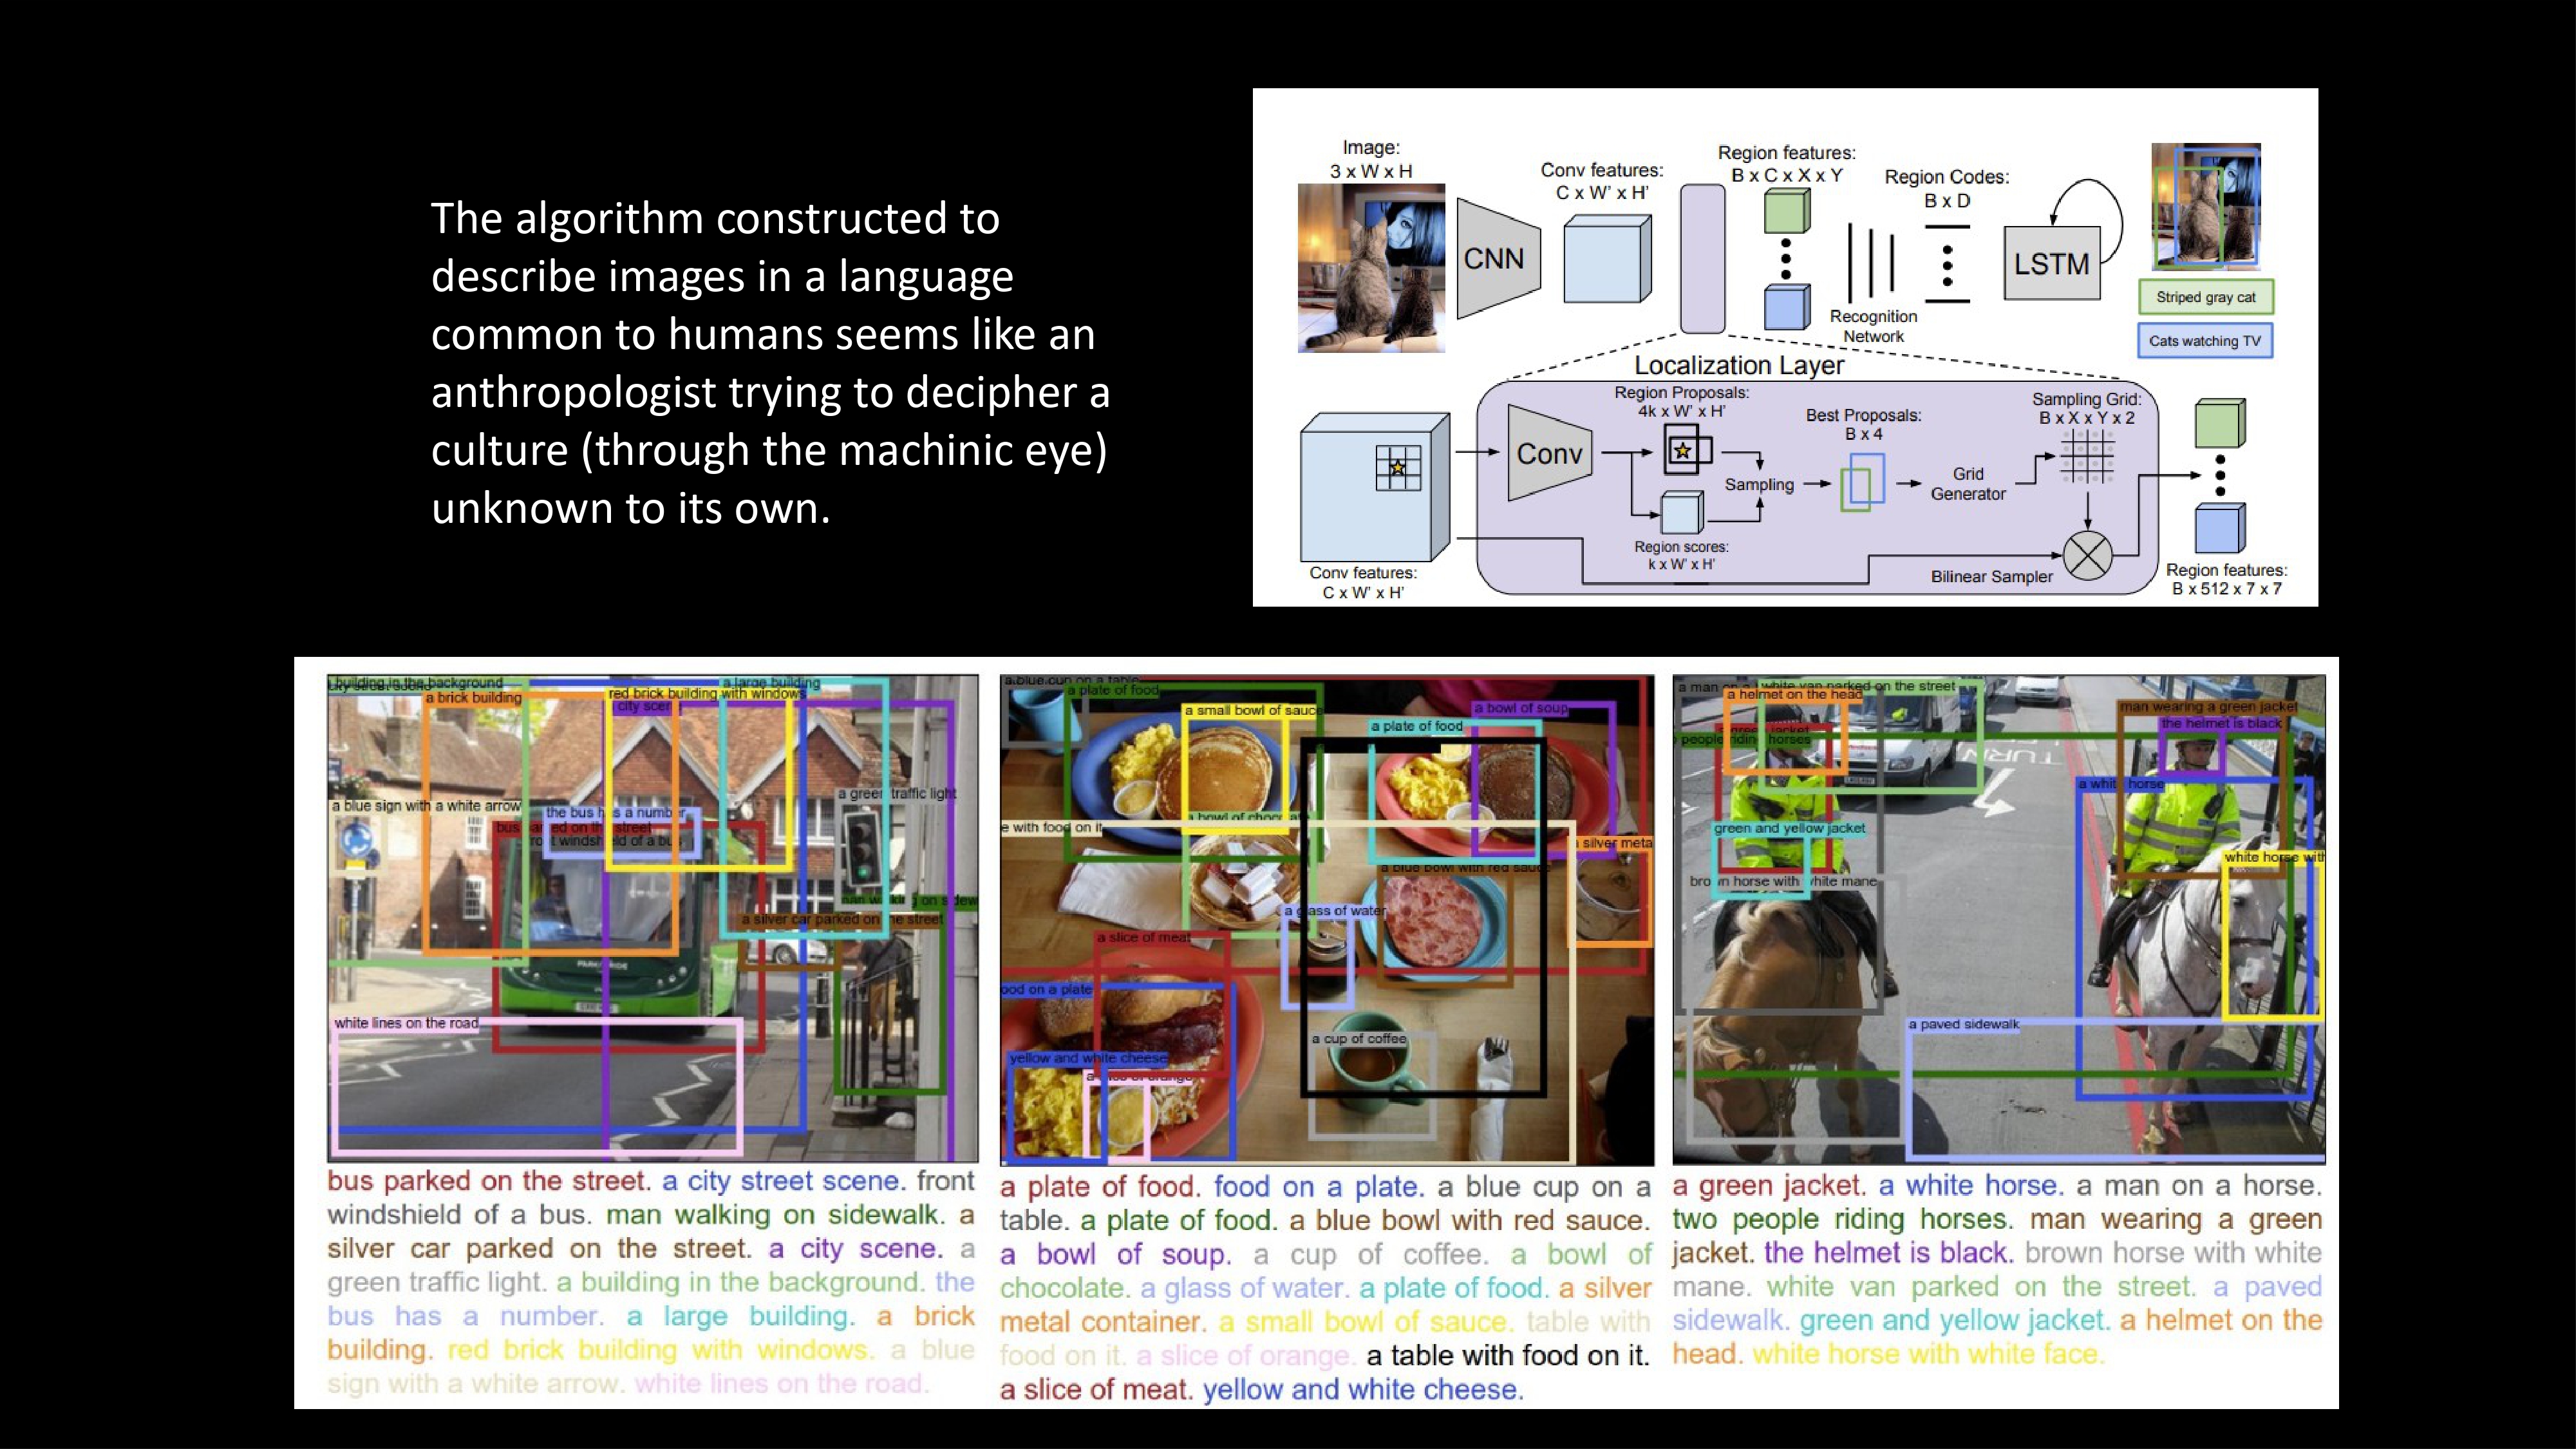 The algorithm constructed to
describe images in a language
common to humans seems like an
anthropologist trying to decipher a
culture (through the machinic eye)
unknown to its own.
Image:
3 x W x H
CNN
Conv features:
C x W' x H'
Region features:
B x C x X x Y
Region Codes:
B x D
Recognition
Network
LSTM
Striped gray cat
Cats watching TV
Localization Layer
Conv features:
C x W' x H'
Conv
Region Proposals:
4k x W' x H'
Region scores:
k x W' x H'
Sampling
Best Proposals:
B x 4
Grid
Generator
Sampling Grid:
B x X x Y x 2
Bilinear Sampler
Region features:
B x 512 x 7 x 7
building in the background
a large building
a brick building
red brick building with windows
city scene
a blue sign with a white arrow
the bus has a number
a green traffic light
bus parked on the street
front windshield of a bus
man walking on sidew
a silver car parked on the street
white lines on the road
bus parked on the street. a city street scene. front
windshield of a bus. man walking on sidewalk. a
silver car parked on the street. a city scene. a
green traffic light. a building in the background. the
bus has a number. a large building. a brick
building. red brick building with windows. a blue
sign with a white arrow. white lines on the road.
a blue cup on a table
a plate of food
a small bowl of sauce
a bowl of soup
a plate of food
e with food on it
a silver meta
a blue bowl with red sauce
a glass of water
a slice of meat
ood on a plate
a cup of coffee
yellow and white cheese
a plate of food. food on a plate. a blue cup on a
table. a plate of food. a blue bowl with red sauce.
a bowl of soup. a cup of coffee. a bowl of
chocolate. a glass of water. a plate of food. a silver
metal container. a small bowl of sauce. table with
food on it. a slice of orange. a table with food on it.
a slice of meat. yellow and white cheese.
a man
white van parked on the street
a helmet on the head
man wearing a green jacket
the helmet is black
a green jacket
people riding horses
a white horse
green and yellow jacket
white horse with
brown horse with white mane
a paved sidewalk
a green jacket. a white horse. a man on a horse.
two people riding horses. man wearing a green
jacket. the helmet is black. brown horse with white
mane. white van parked on the street. a paved
sidewalk. green and yellow jacket. a helmet on the
head. white horse with white face.